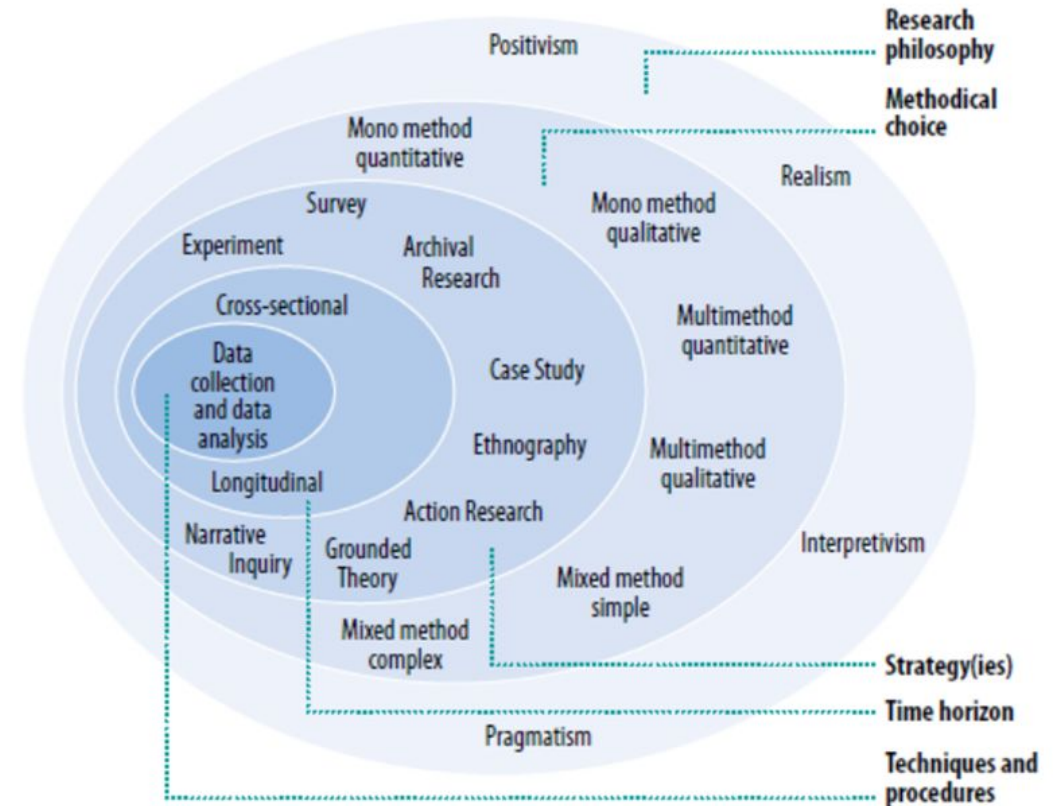 Research
philosophy
Positivism
Methodical
choice
Mono method
quantitative
Realism
Survey
Mono method
qualitative
Experiment
Archival
Research
Cross-sectional
Multimethod
quantitative
Data
collection
and data
analysis
Case Study
Ethnography
Multimethod
qualitative
Longitudinal
Action Research
Narrative
Inquiry
Grounded
Theory
Interpretivism
Mixed method
simple
Mixed method
complex
Strategy(ies)
Time horizon
Pragmatism
Techniques and
procedures